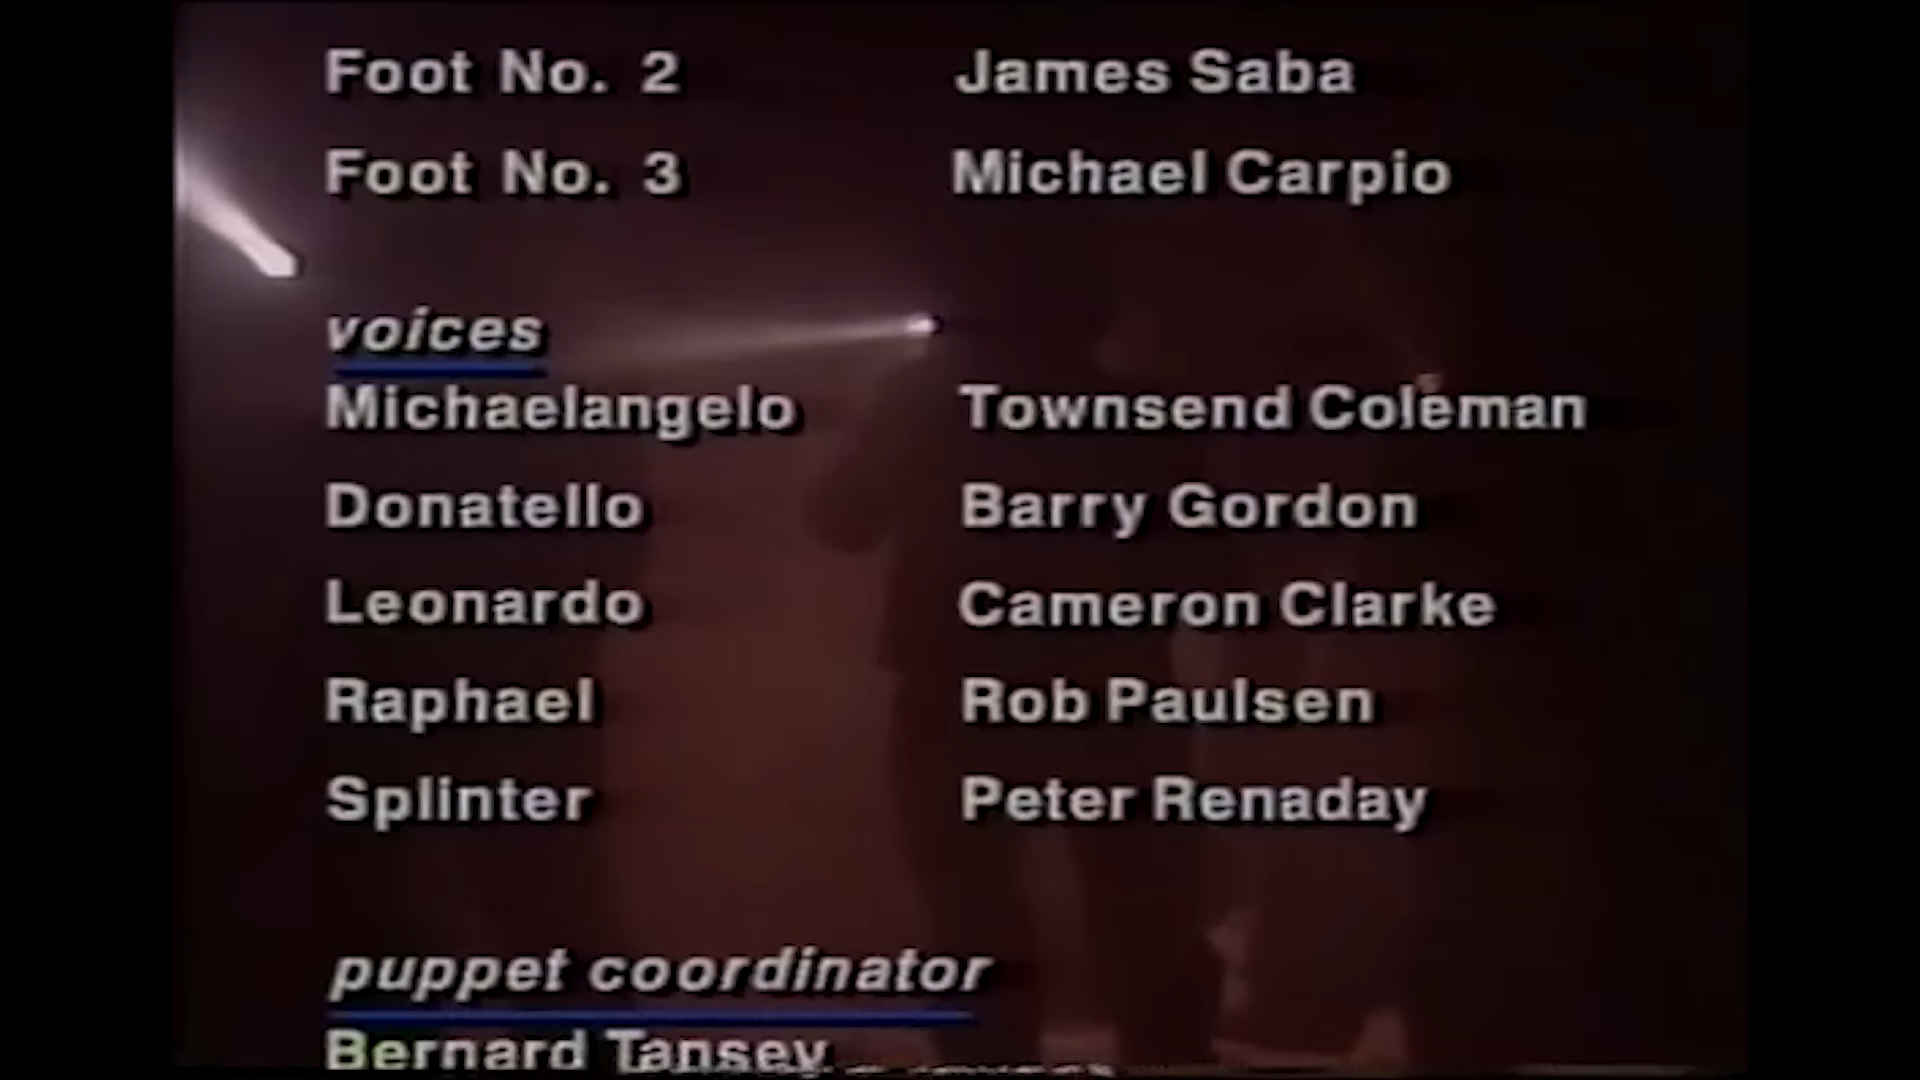 Foot No. 2 James Saba
Foot No. 3 Michael Carpio
voices
Michaelangelo Townsend Coleman
Donatello Barry Gordon
Leonardo Cameron Clarke
Raphael Rob Paulsen
Splinter Peter Renaday
puppet coordinator
Bernard Tansey